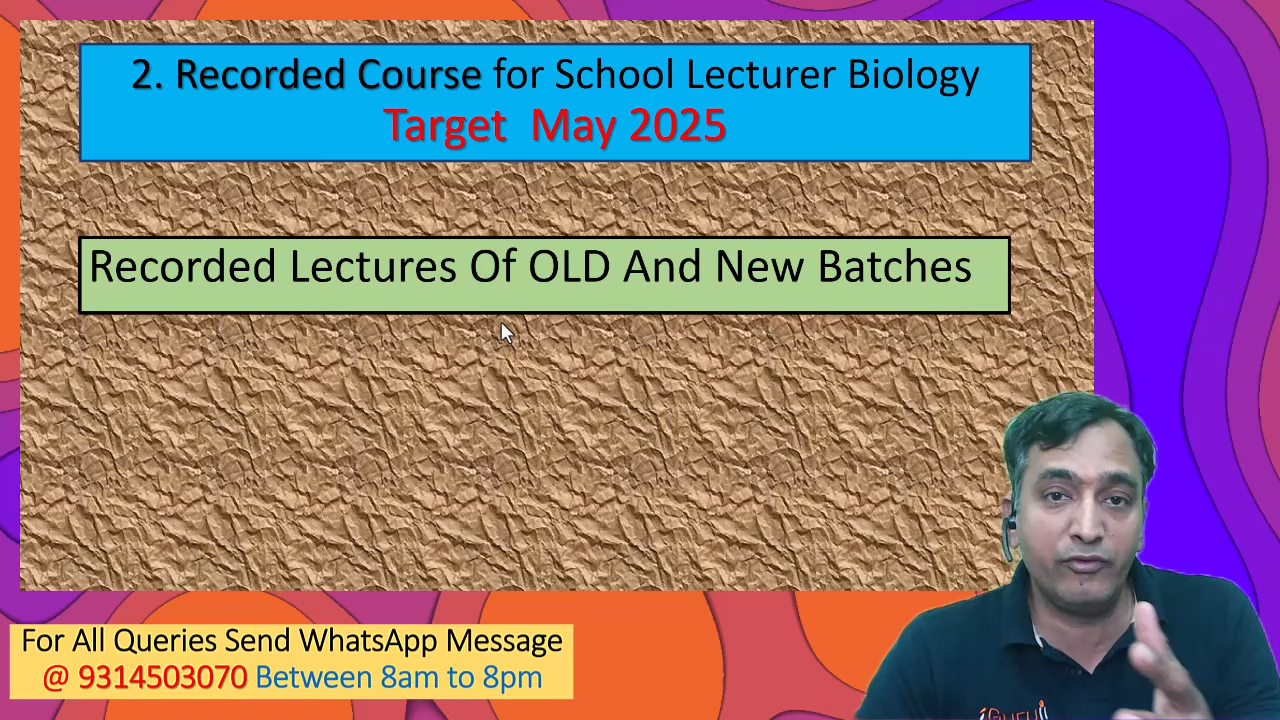 2. Recorded Course for School Lecturer Biology
Target May 2025
Recorded Lectures Of OLD And New Batches
For All Queries Send WhatsApp Message
@ 9314503070 Between 8am to 8pm